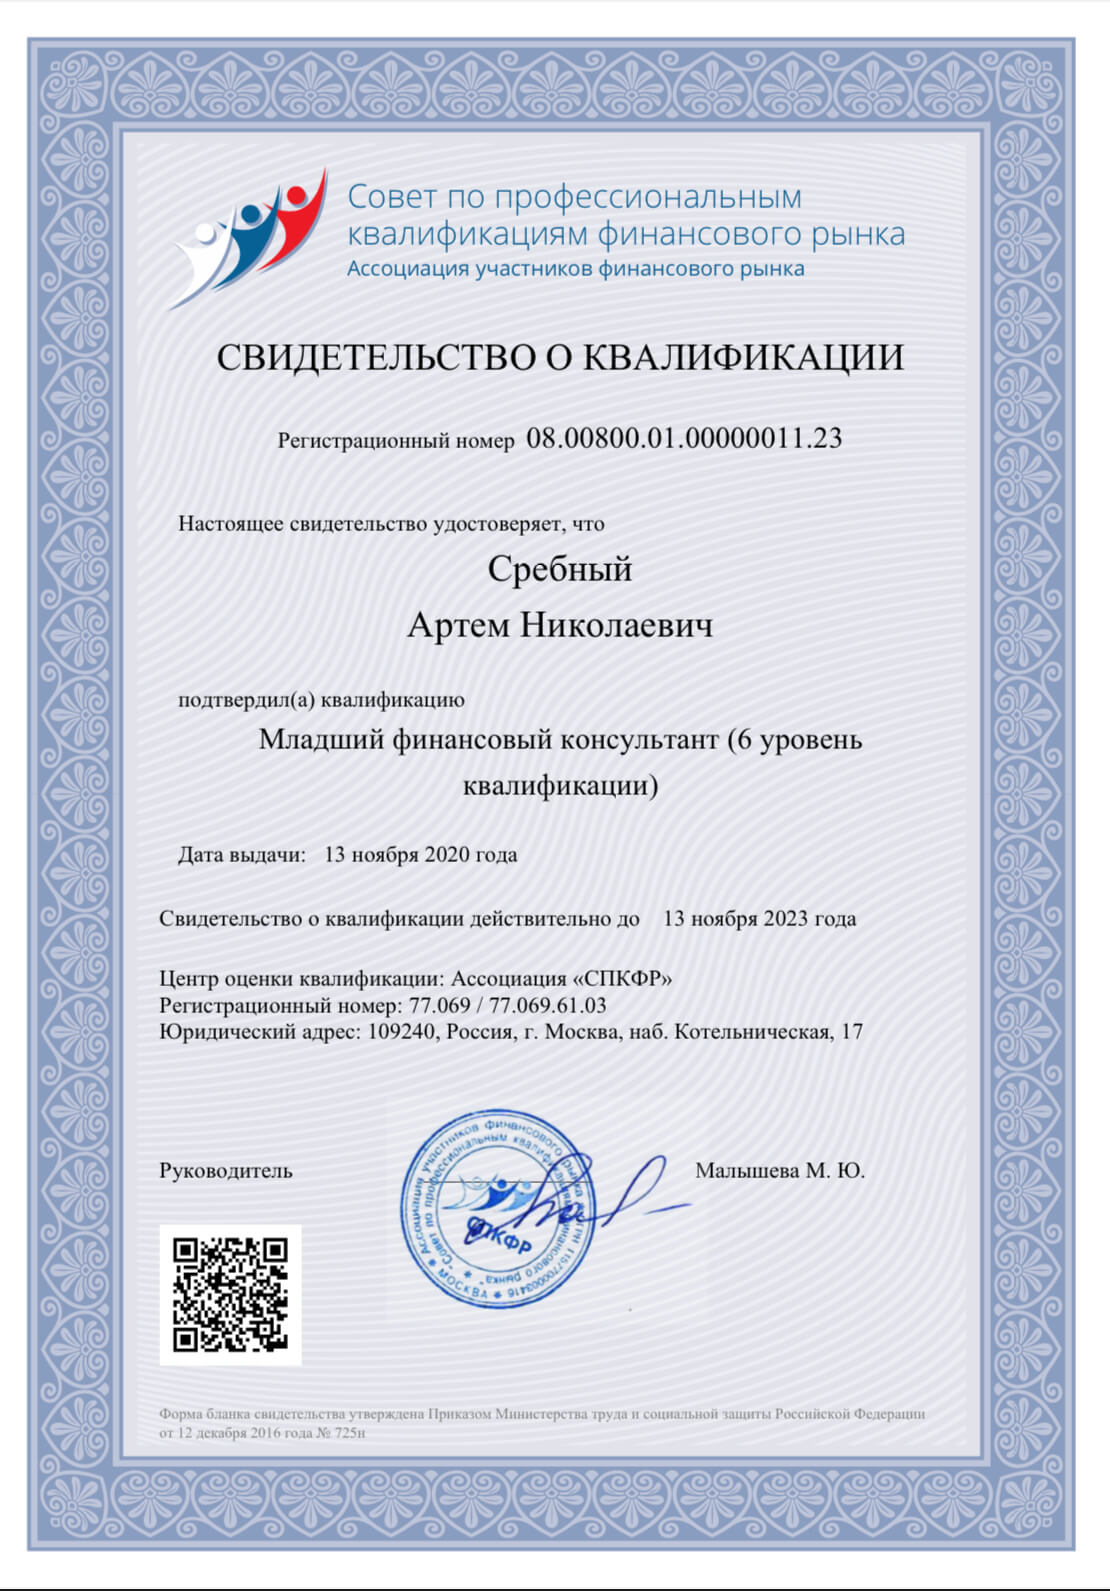 Совет по профессиональным
квалификациям финансового рынка
Ассоциация участников финансового рынка
СВИДЕТЕЛЬСТВО О КВАЛИФИКАЦИИ
Регистрационный номер 08.00800.01.00000011.23
Настоящее свидетельство удостоверяет, что
Сребный
Артем Николаевич
подтвердил(а) квалификацию
Младший финансовый консультант (6 уровень
квалификации)
Дата выдачи: 13 ноября 2020 года
Свидетельство о квалификации действительно до 13 ноября 2023 года
Центр оценки квалификации: Ассоциация «СПКФР»
Регистрационный номер: 77.069 / 77.069.61.03
Юридический адрес: 109240, Россия, г. Москва, наб. Котельническая, 17
Руководитель
Малышева М. Ю.
Ассоциация участников финансового рынка
"Совет по профессиональным квалификациям финансового рынка"
МОСКВА
СПКФР
Форма бланка свидетельства утверждена Приказом Министерства труда и социальной защиты Российской Федерации
от 12 декабря 2016 года № 725н